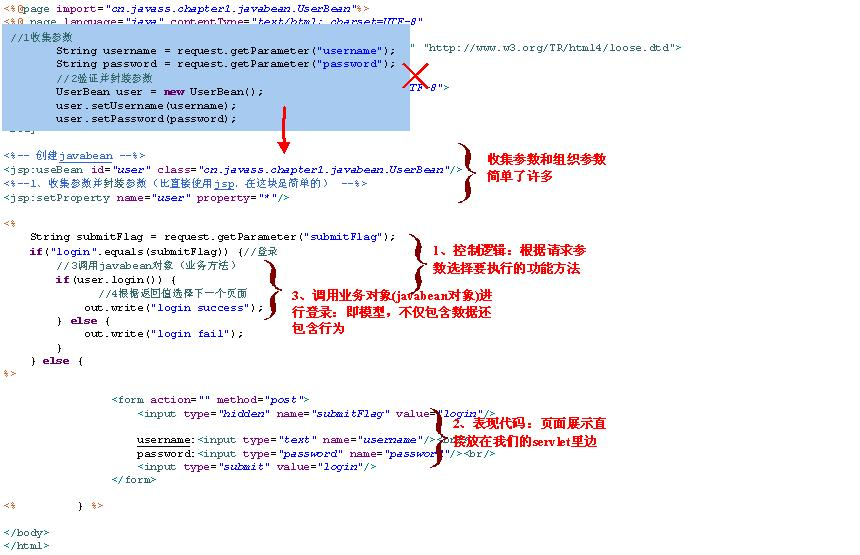 <%@page import="cn.javass.chapter1.javabean.UserBean"%>
<%@ page language="java" contentType="text/html; charset=UTF-8"
//1收集参数
String username = request.getParameter("username");
" "http://www.w3.org/TR/html4/loose.dtd">
String password = request.getParameter("password");
//2验证并封装参数
UserBean user = new UserBean();
TF-8">
user.setUsername(username);
user.setPassword(password);
<%-- 创建javabean --%>
<jsp:useBean id="user" class="cn.javass.chapter1.javabean.UserBean"/>
<%--1、收集参数并封装参数（比直接使用jsp，在这块是简单的） --%>
<jsp:setProperty name="user" property="*"/>
收集参数和组织参数
简单了许多
<%
String submitFlag = request.getParameter("submitFlag");
if("login".equals(submitFlag)) {//登录
//3调用javabean对象（业务方法）
if(user.login()) {
//4根据返回值选择下一个页面
out.write("login success");
} else {
out.write("login fail");
}
} else {
%>
1、控制逻辑：根据请求参
数选择要执行的功能方法
3、调用业务对象(javabean对象)进
行登录：即模型，不仅包含数据还
包含行为
<form action="" method="post">
<input type="hidden" name="submitFlag" value="login"/>
username:<input type="text" name="username"/><br/>
password:<input type="password" name="password"/><br/>
<input type="submit" value="login"/>
</form>
2、表现代码：页面展示直
接放在我们的servlet里边
<% } %>
</body>
</html>